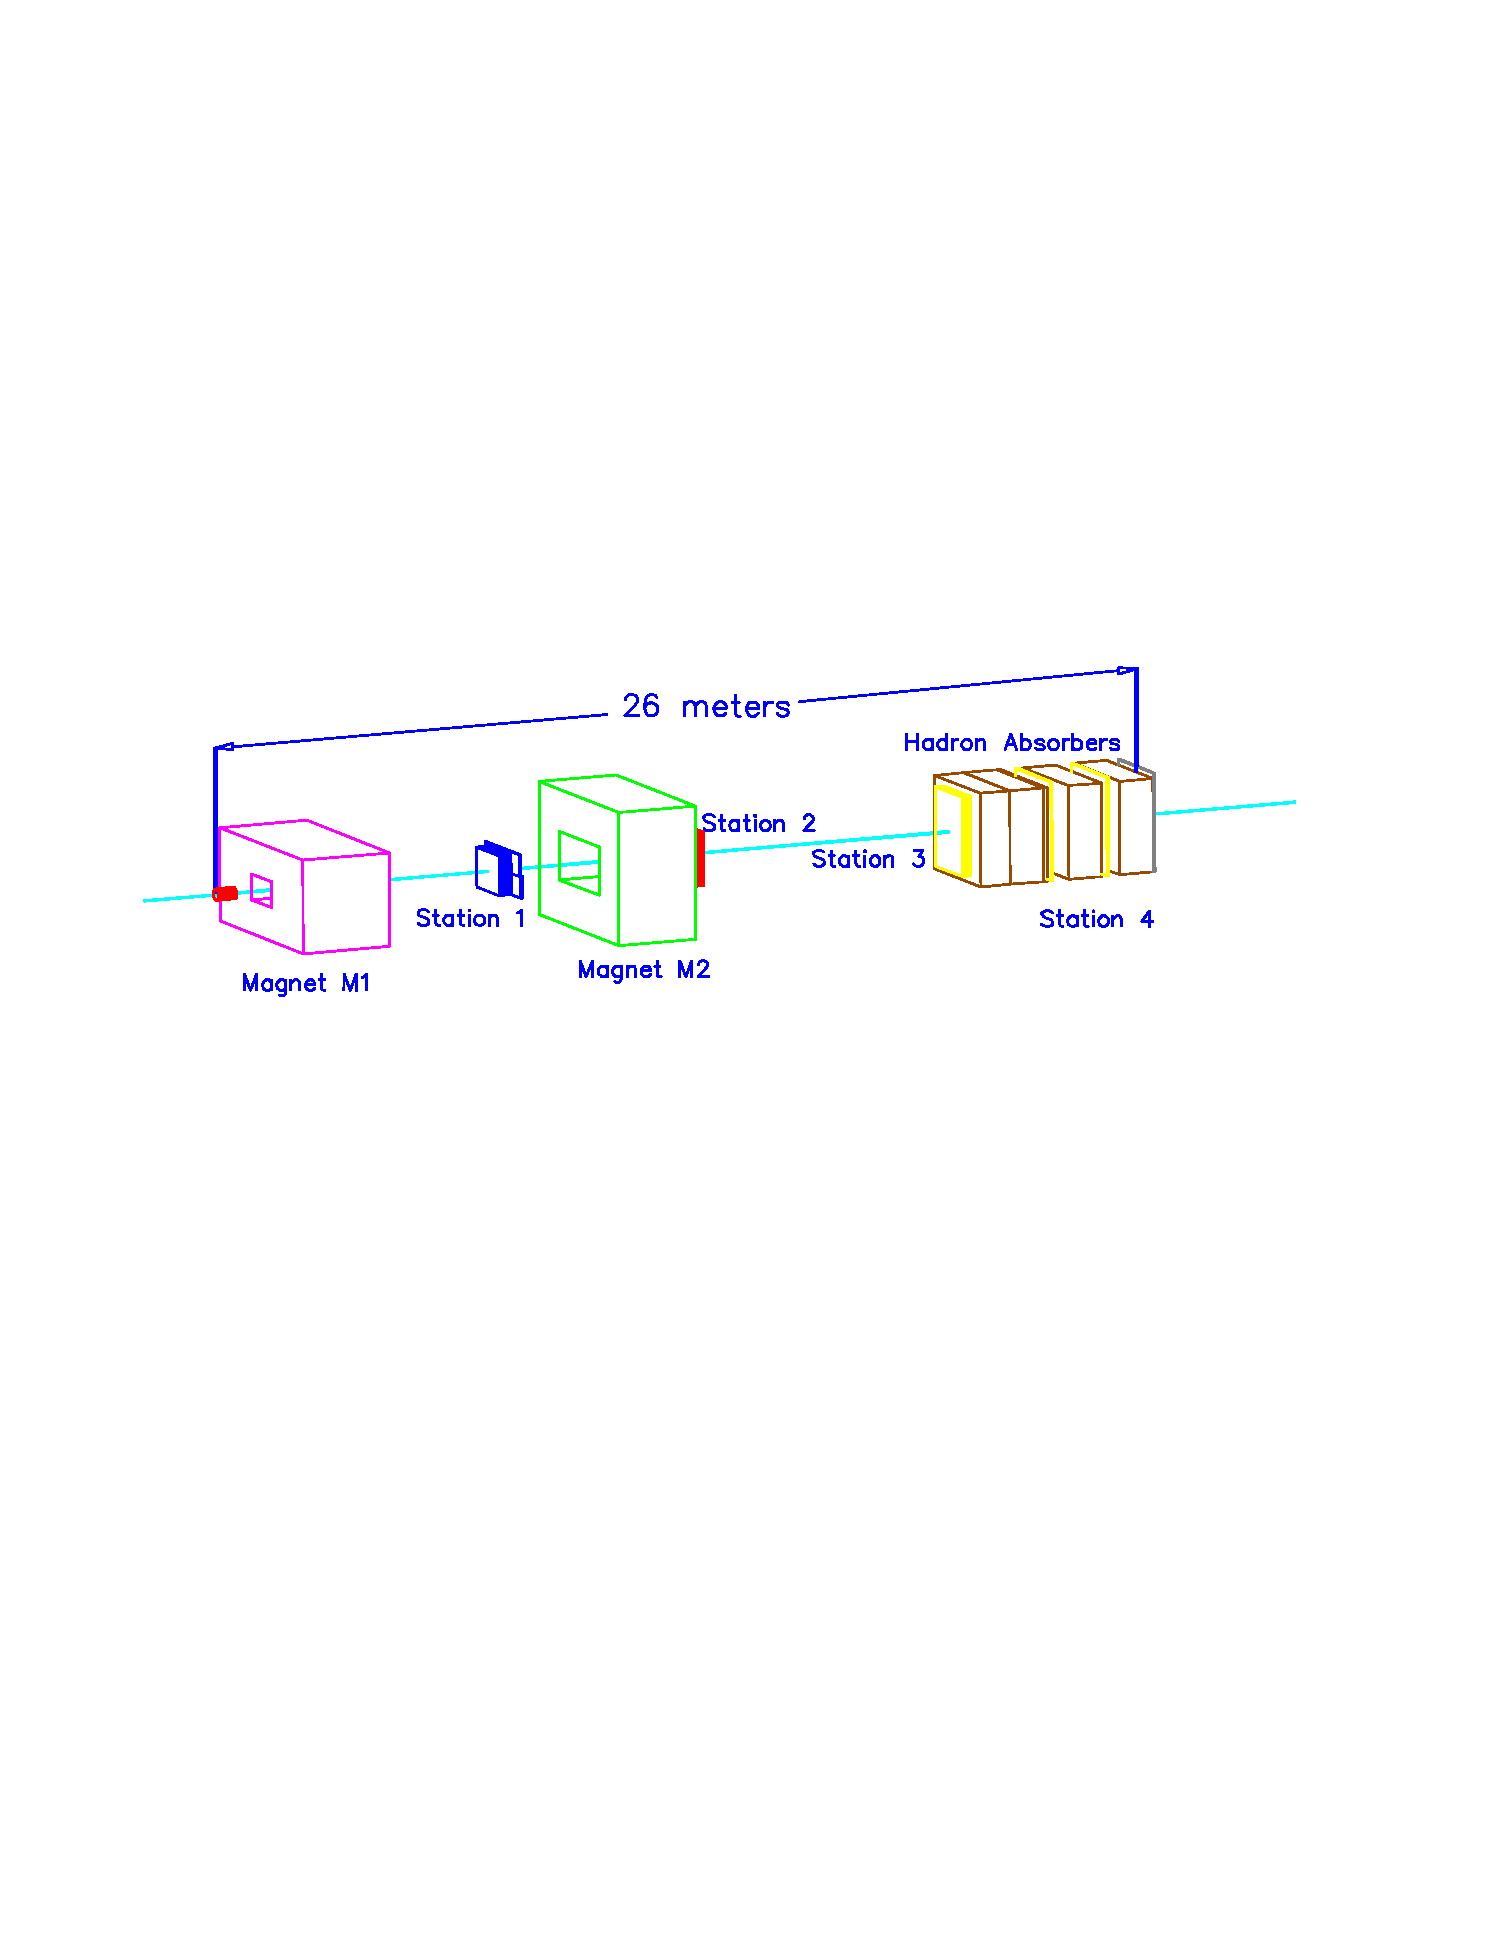 26 meters
Hadron Absorbers
Station 2
Station 3
Station 1
Station 4
Magnet M2
Magnet M1